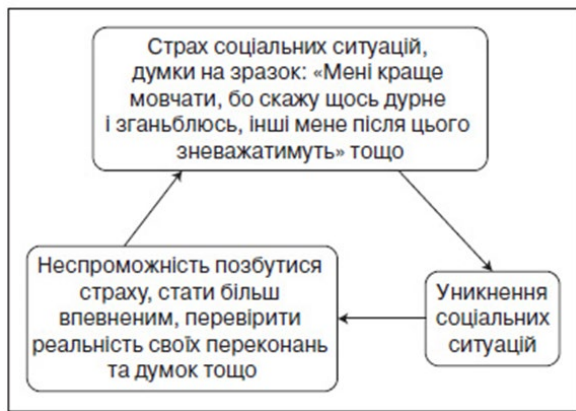 Страх соціальних ситуацій,
думки на зразок: «Мені краще
мовчати, бо скажу щось дурне
і зганьблюсь, інші мене після цього
зневажатимуть» тощо
Неспроможність позбутися
страху, стати більш
впевненим, перевірити
реальність своїх переконань
та думок тощо
Уникнення
соціальних
ситуацій